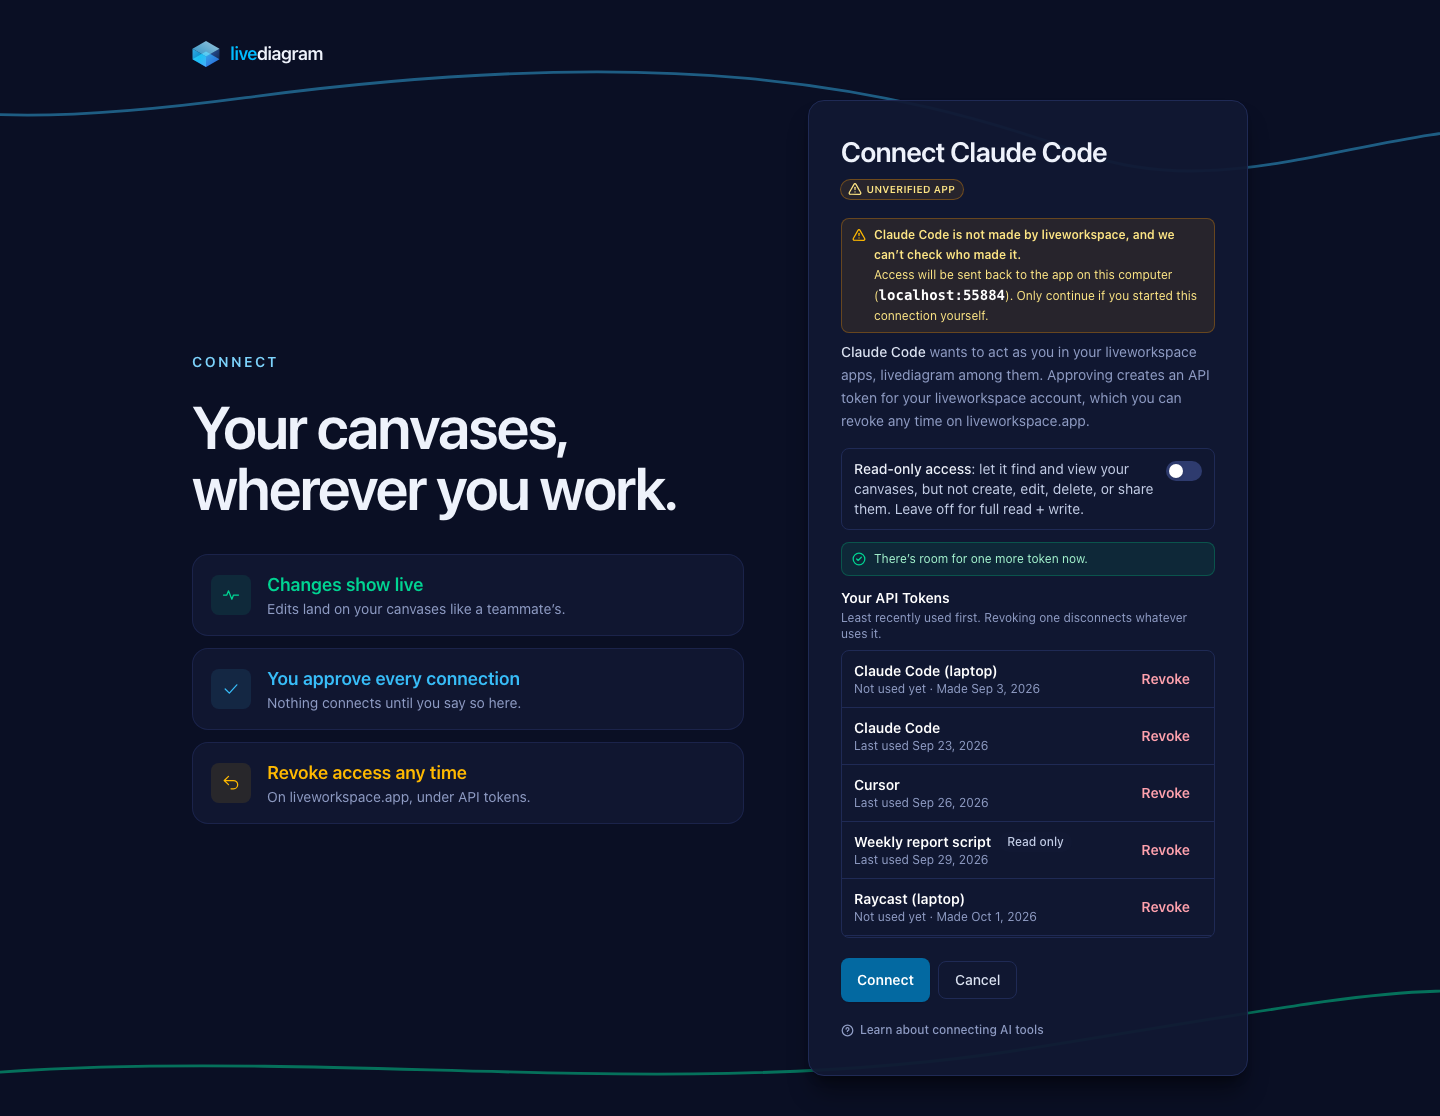 livediagram
CONNECT
Your canvases,
wherever you work.
Changes show live
Edits land on your canvases like a teammate's.
You approve every connection
Nothing connects until you say so here.
Revoke access any time
On liveworkspace.app, under API tokens.
Connect Claude Code
UNVERIFIED APP
Claude Code is not made by liveworkspace, and we
can't check who made it.
Access will be sent back to the app on this computer
(localhost:55884). Only continue if you started this
connection yourself.
Claude Code wants to act as you in your liveworkspace
apps, livediagram among them. Approving creates an API
token for your liveworkspace account, which you can
revoke any time on liveworkspace.app.
Read-only access: let it find and view your
canvases, but not create, edit, delete, or share
them. Leave off for full read + write.
There's room for one more token now.
Your API Tokens
Least recently used first. Revoking one disconnects whatever
uses it.
Claude Code (laptop)
Not used yet · Made Sep 3, 2026
Revoke
Claude Code
Last used Sep 23, 2026
Revoke
Cursor
Last used Sep 26, 2026
Revoke
Weekly report script Read only
Last used Sep 29, 2026
Revoke
Raycast (laptop)
Not used yet · Made Oct 1, 2026
Revoke
Connect Cancel
Learn about connecting AI tools